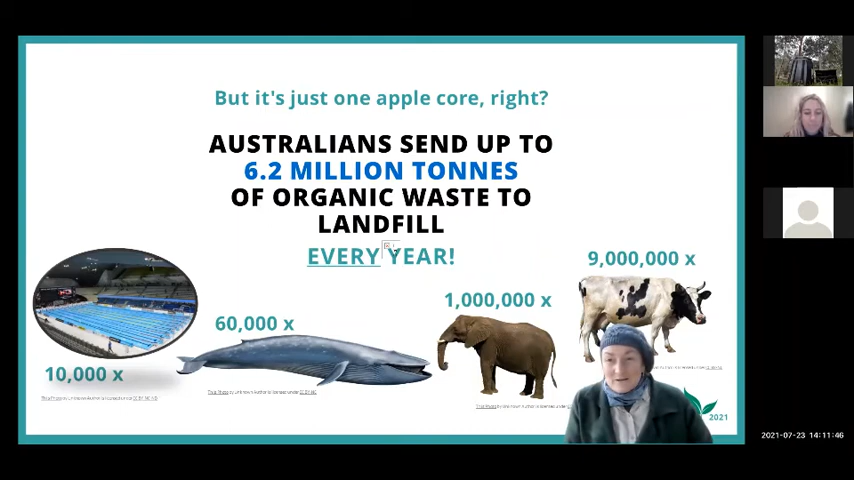 But it's just one apple core, right?
AUSTRALIANS SEND UP TO
6.2 MILLION TONNES
OF ORGANIC WASTE TO
LANDFILL
EVERY YEAR!
9,000,000 x
1,000,000 x
60,000 x
10,000 x
2021
2021-07-23 14:11:46